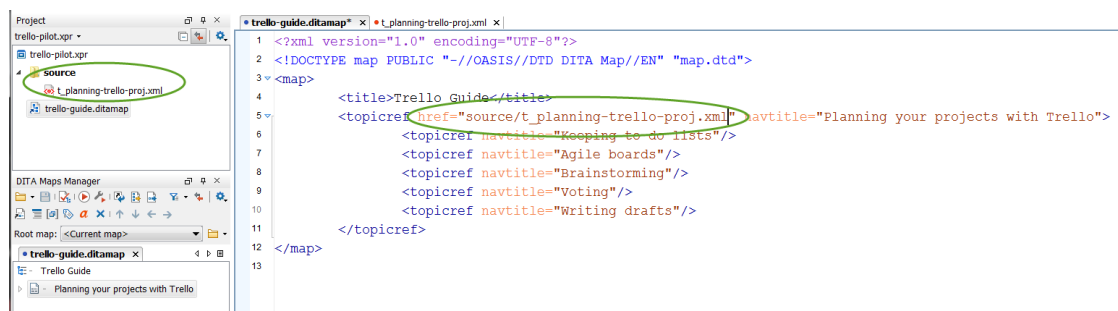 Project
trello-pilot.xpr
trello-pilot.xpr
source
t_planning-trello-proj.xml
trello-guide.ditamap
DITA Maps Manager
Root map: <Current map>
trello-guide.ditamap
Trello Guide
Planning your projects with Trello
trello-guide.ditamap* t_planning-trello-proj.xml
1 <?xml version="1.0" encoding="UTF-8"?>
2 <!DOCTYPE map PUBLIC "-//OASIS//DTD DITA Map//EN" "map.dtd">
3 <map>
4 <title>Trello Guide</title>
5 <topicref href="source/t_planning-trello-proj.xml" navtitle="Planning your projects with Trello">
6 <topicref navtitle="Keeping to do lists"/>
7 <topicref navtitle="Agile boards"/>
8 <topicref navtitle="Brainstorming"/>
9 <topicref navtitle="Voting"/>
10 <topicref navtitle="Writing drafts"/>
11 </topicref>
12 </map>
13